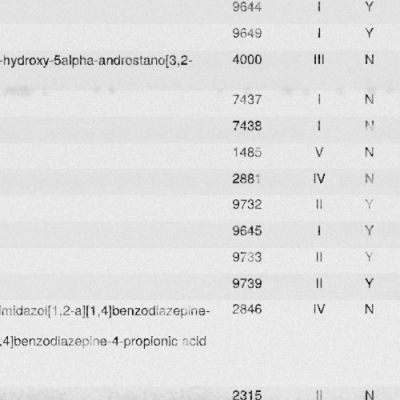 9644 I Y
9649 I Y
-hydroxy-5alpha-androstano[3,2- 4000 III N
7437 I N
7438 I N
1485 V N
2881 IV N
9732 II Y
9645 I Y
9733 II Y
9739 II Y
imidazol[1,2-a][1,4]benzodiazepine- 2846 IV N
,4]benzodiazepine-4-propionic acid
2315 II N